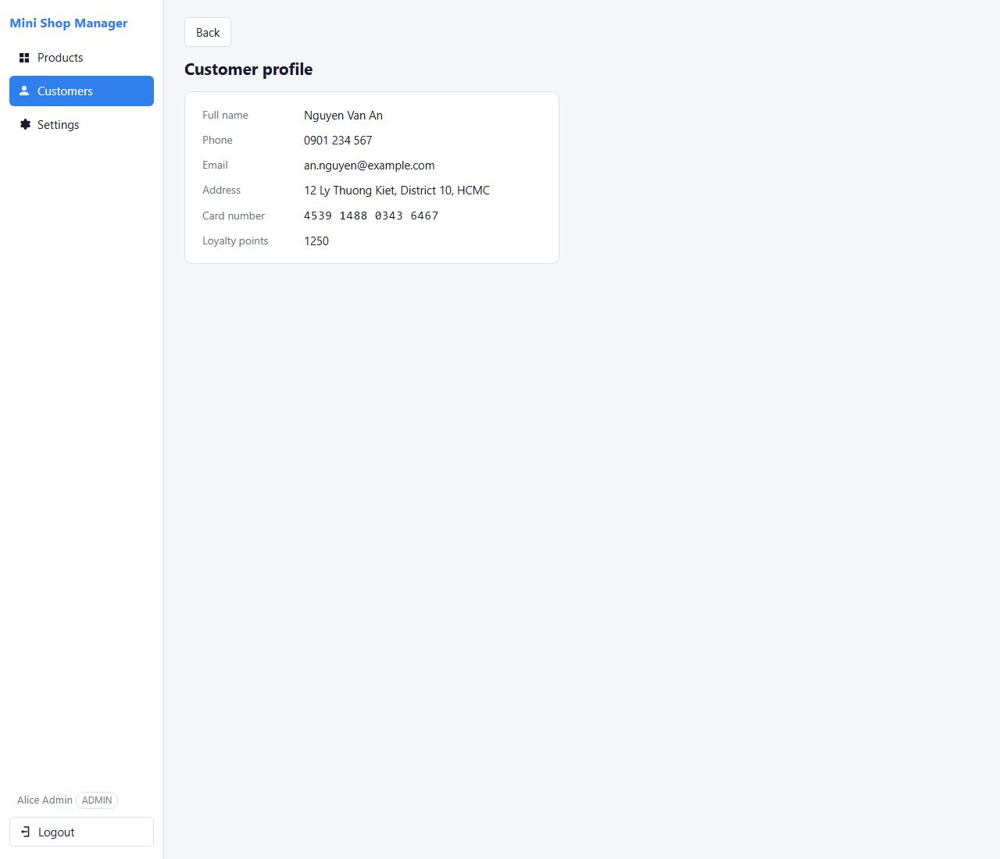 Mini Shop Manager
Products
Customers
Settings
Alice Admin ADMIN
Logout
Back
Customer profile
Full name Nguyen Van An
Phone 0901 234 567
Email an.nguyen@example.com
Address 12 Ly Thuong Kiet, District 10, HCMC
Card number 4539 1488 0343 6467
Loyalty points 1250